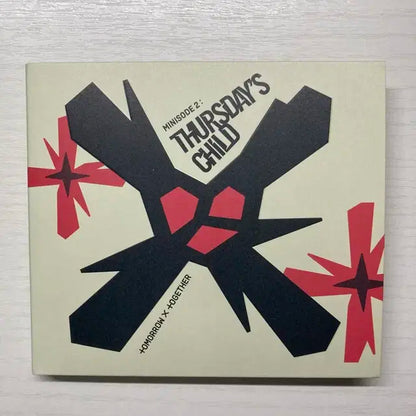 MINISODE 2:
THURSDAY'S
CHILD
TOMORROW X TOGETHER